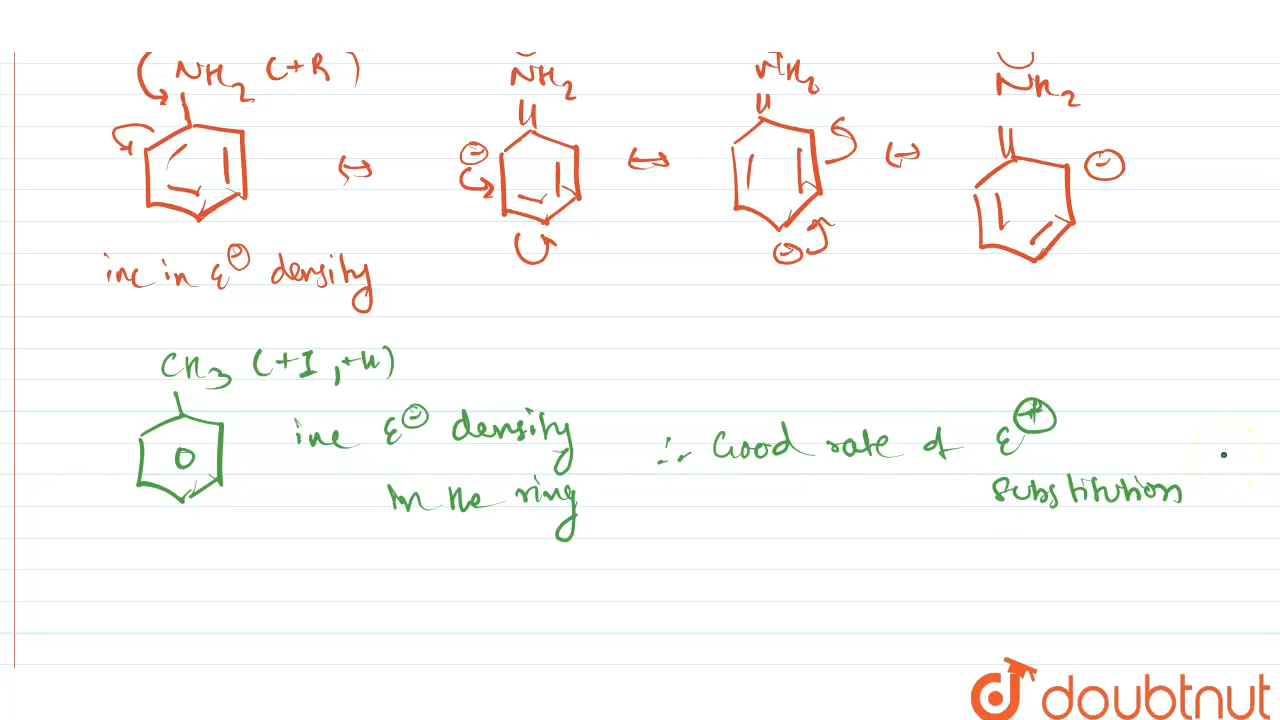 NH2 (+R)
NH2
NH2
NH2
⊖
⊖
⊖
inc in e⊖ density
CH3 (+I, +H)
inc e⊖ density
in the ring
∴ Good rate of e⊕
substitution
doubtnut